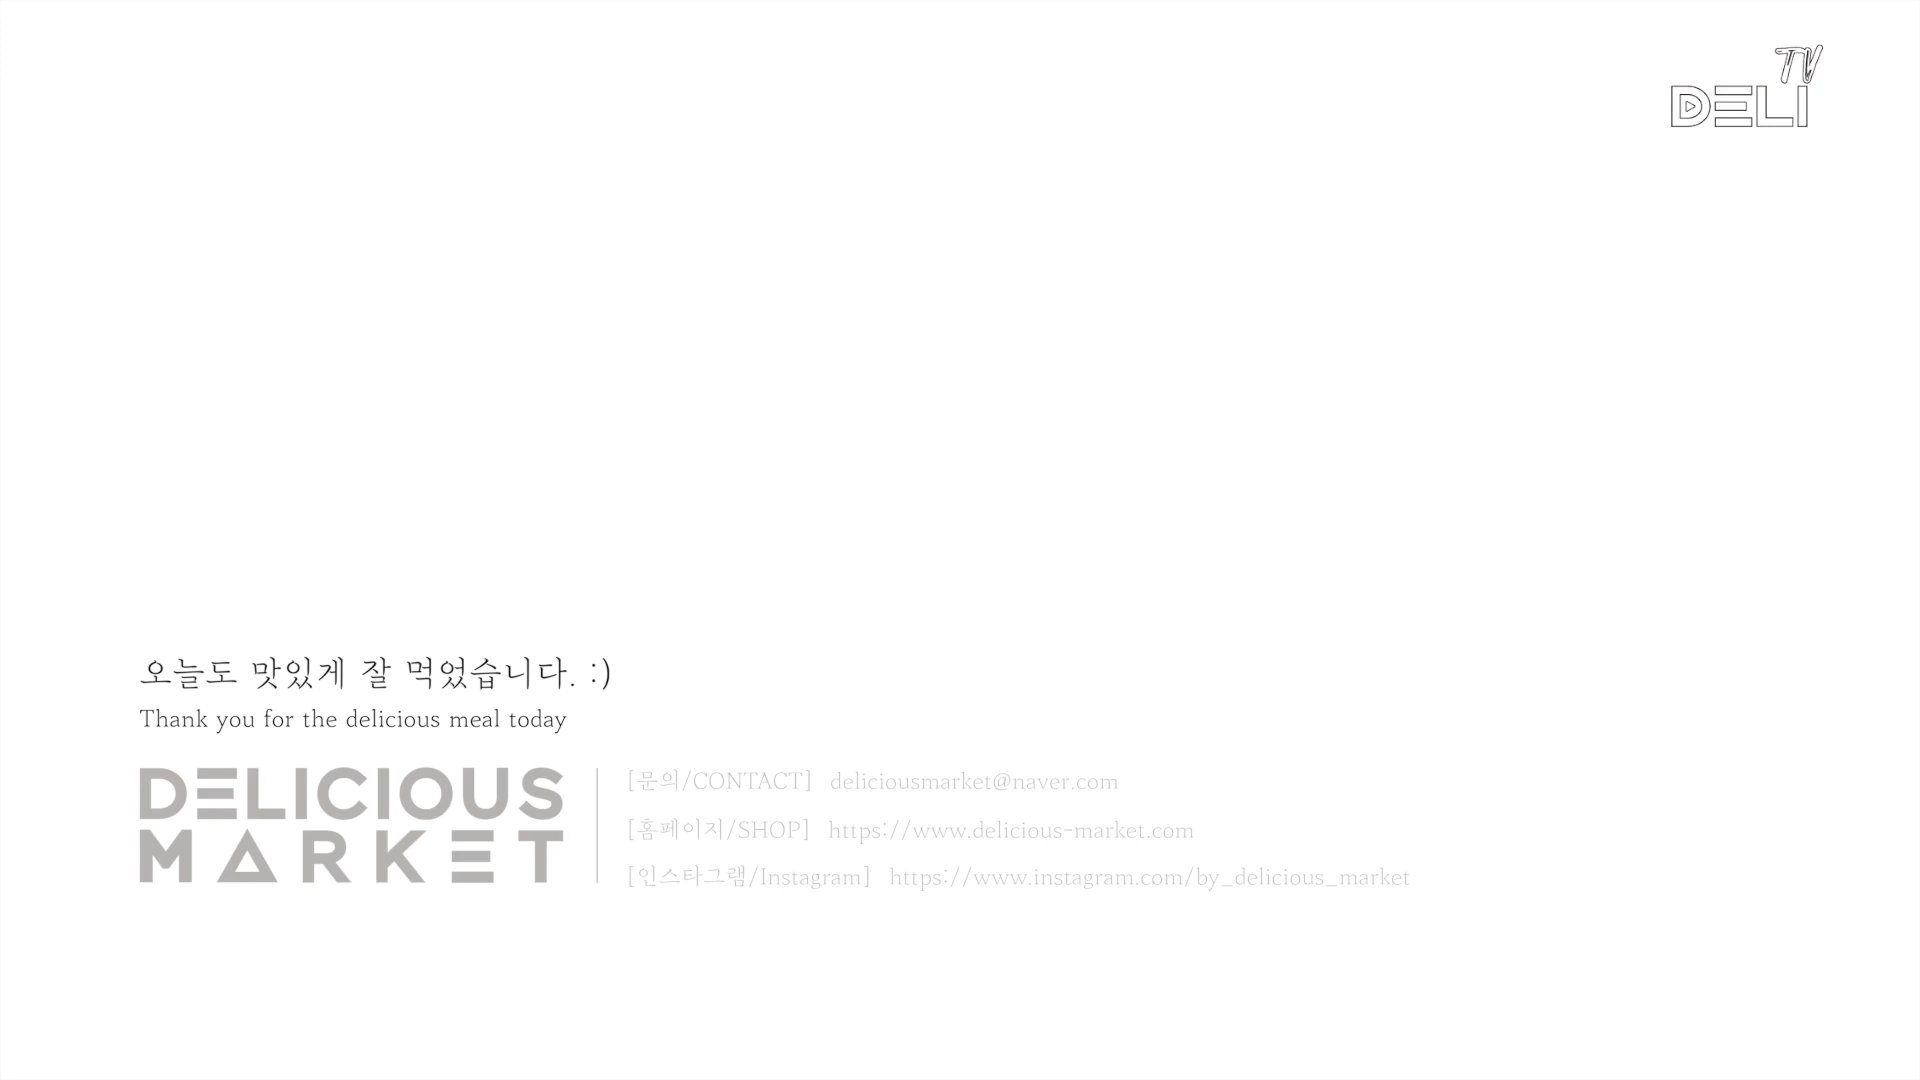 TV
DELI
오늘도 맛있게 잘 먹었습니다. :)
Thank you for the delicious meal today
DELICIOUS
MARKET
[문의/CONTACT] deliciousmarket@naver.com
[홈페이지/SHOP] https://www.delicious-market.com
[인스타그램/Instagram] https://www.instagram.com/by_delicious_market